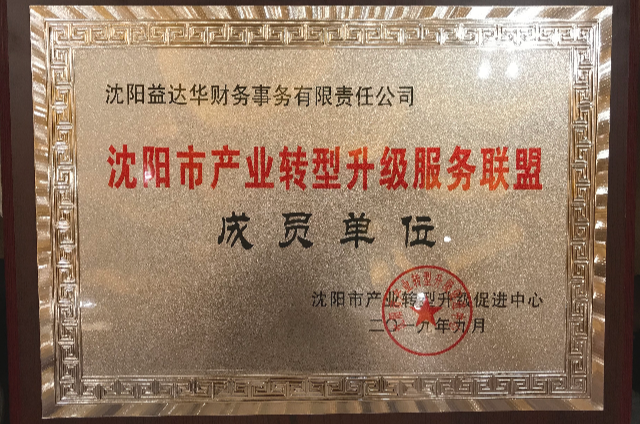 沈阳益达华财务事务有限责任公司
沈阳市产业转型升级服务联盟
成员单位
沈阳市产业转型升级促进中心
二〇一九年九月